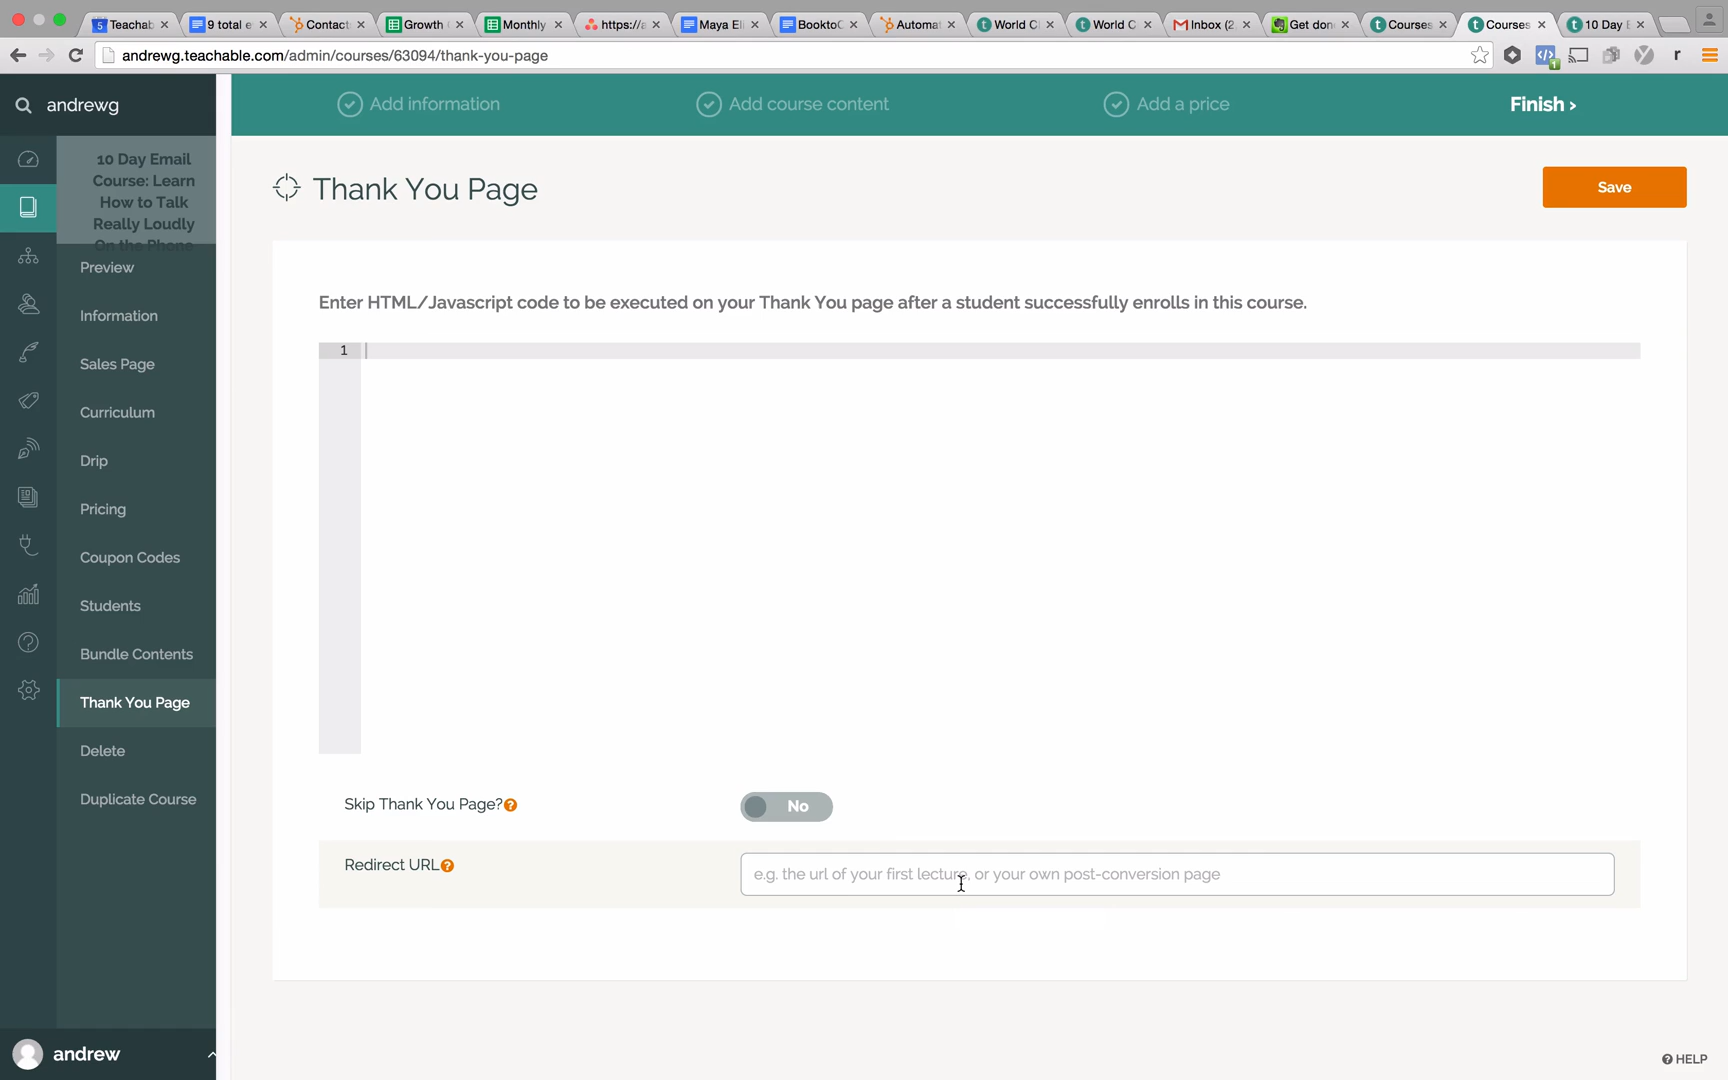 Teachab
9 total e
Contact
Growth
Monthly
https://a
Maya El
BooktoC
Automat
World C
World C
Inbox (2
Get don
Courses
Courses
10 Day E
andrewg.teachable.com/admin/courses/63094/thank-you-page
andrewg
Add information
Add course content
Add a price
Finish ›
10 Day Email
Course: Learn
How to Talk
Really Loudly
On the Phone
Preview
Information
Sales Page
Curriculum
Drip
Pricing
Coupon Codes
Students
Bundle Contents
Thank You Page
Delete
Duplicate Course
andrew
Thank You Page
Save
Enter HTML/Javascript code to be executed on your Thank You page after a student successfully enrolls in this course.
1
Skip Thank You Page?
No
Redirect URL
e.g. the url of your first lecture, or your own post-conversion page
HELP